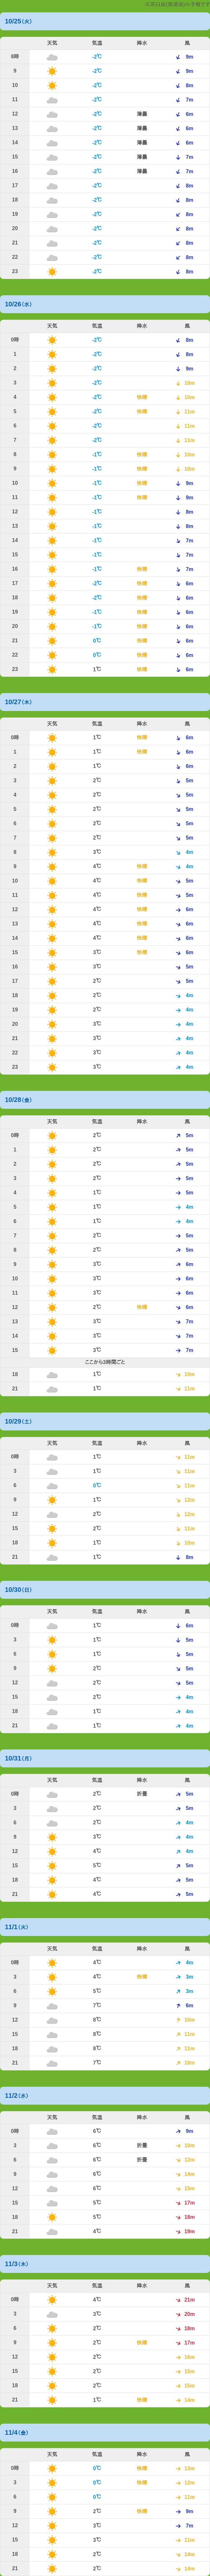 10/25(火)
天気 気温 降水 風
8時 -2℃ 9m
9 -2℃ 9m
10 -2℃ 8m
11 -2℃ 7m
12 -2℃ 薄曇 6m
13 -2℃ 薄曇 6m
14 -2℃ 薄曇 6m
15 -2℃ 薄曇 7m
16 -2℃ 薄曇 7m
17 -2℃ 8m
18 -2℃ 8m
19 -2℃ 8m
20 -2℃ 8m
21 -2℃ 8m
22 -2℃ 8m
23 -2℃ 8m
10/26(水)
天気 気温 降水 風
0時 -2℃ 8m
1 -2℃ 8m
2 -2℃ 9m
3 -2℃ 10m
4 -2℃ 快晴 10m
5 -2℃ 快晴 11m
6 -2℃ 11m
7 -2℃ 11m
8 -1℃ 快晴 10m
9 -1℃ 快晴 10m
10 -1℃ 快晴 9m
11 -1℃ 快晴 9m
12 -1℃ 8m
13 -1℃ 8m
14 -1℃ 7m
15 -1℃ 7m
16 -1℃ 快晴 7m
17 -2℃ 快晴 6m
18 -2℃ 快晴 6m
19 -1℃ 快晴 6m
20 -1℃ 快晴 6m
21 0℃ 快晴 6m
22 0℃ 快晴 6m
23 1℃ 快晴 6m
10/27(木)
天気 気温 降水 風
0時 1℃ 快晴 6m
1 1℃ 快晴 6m
2 1℃ 6m
3 2℃ 5m
4 2℃ 5m
5 2℃ 5m
6 2℃ 5m
7 2℃ 5m
8 3℃ 4m
9 4℃ 快晴 4m
10 4℃ 快晴 5m
11 4℃ 快晴 5m
12 4℃ 快晴 6m
13 4℃ 快晴 6m
14 4℃ 快晴 6m
15 3℃ 快晴 6m
16 3℃ 5m
17 2℃ 5m
18 2℃ 4m
19 2℃ 4m
20 3℃ 4m
21 3℃ 4m
22 3℃ 4m
23 3℃ 4m
10/28(金)
天気 気温 降水 風
0時 2℃ 5m
1 2℃ 5m
2 2℃ 5m
3 2℃ 5m
4 1℃ 5m
5 1℃ 4m
6 1℃ 4m
7 2℃ 5m
8 2℃ 5m
9 3℃ 6m
10 3℃ 6m
11 3℃ 6m
12 2℃ 快晴 6m
13 3℃ 7m
14 3℃ 7m
15 3℃ 7m
ここから3時間ごと
18 1℃ 10m
21 1℃ 11m
10/29(土)
天気 気温 降水 風
0時 1℃ 11m
3 1℃ 11m
6 0℃ 11m
9 1℃ 12m
12 2℃ 12m
15 2℃ 11m
18 1℃ 10m
21 1℃ 8m
10/30(日)
天気 気温 降水 風
0時 1℃ 6m
3 1℃ 5m
6 1℃ 5m
9 2℃ 5m
12 2℃ 5m
15 2℃ 4m
18 1℃ 4m
21 1℃ 4m
10/31(月)
天気 気温 降水 風
0時 2℃ 5m
3 2℃ 5m
6 2℃ 4m
9 3℃ 4m
12 4℃ 4m
15 5℃ 5m
18 4℃ 5m
21 4℃ 5m
11/1(火)
天気 気温 降水 風
0時 4℃ 4m
3 4℃ 快晴 3m
6 5℃ 3m
9 7℃ 6m
12 8℃ 10m
15 8℃ 11m
18 8℃ 11m
21 7℃ 10m
11/2(水)
天気 気温 降水 風
0時 6℃ 9m
3 6℃ 10m
6 6℃ 12m
9 6℃ 14m
12 6℃ 15m
15 5℃ 17m
18 5℃ 18m
21 4℃ 19m
11/3(木)
天気 気温 降水 風
0時 4℃ 21m
3 3℃ 20m
6 2℃ 18m
9 2℃ 快晴 17m
12 2℃ 16m
15 2℃ 15m
18 2℃ 15m
21 1℃ 快晴 14m
11/4(金)
天気 気温 降水 風
0時 0℃ 快晴 13m
3 0℃ 快晴 12m
6 0℃ 11m
9 2℃ 快晴 9m
12 3℃ 7m
15 3℃ 11m
18 2℃ 14m
21 2℃ 14m